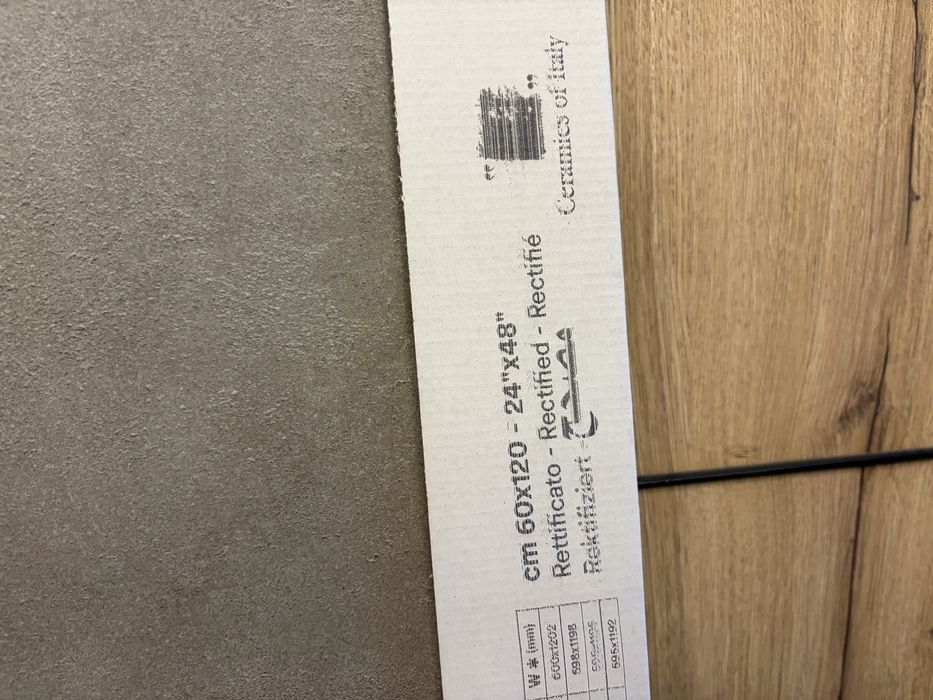 cm 60x120 - 24"x48"
Rettificato - Rectified - Rectifié
Rektifiziert -
Ceramics of Italy
W * (mm)
600x1202
598x1198
595x1192